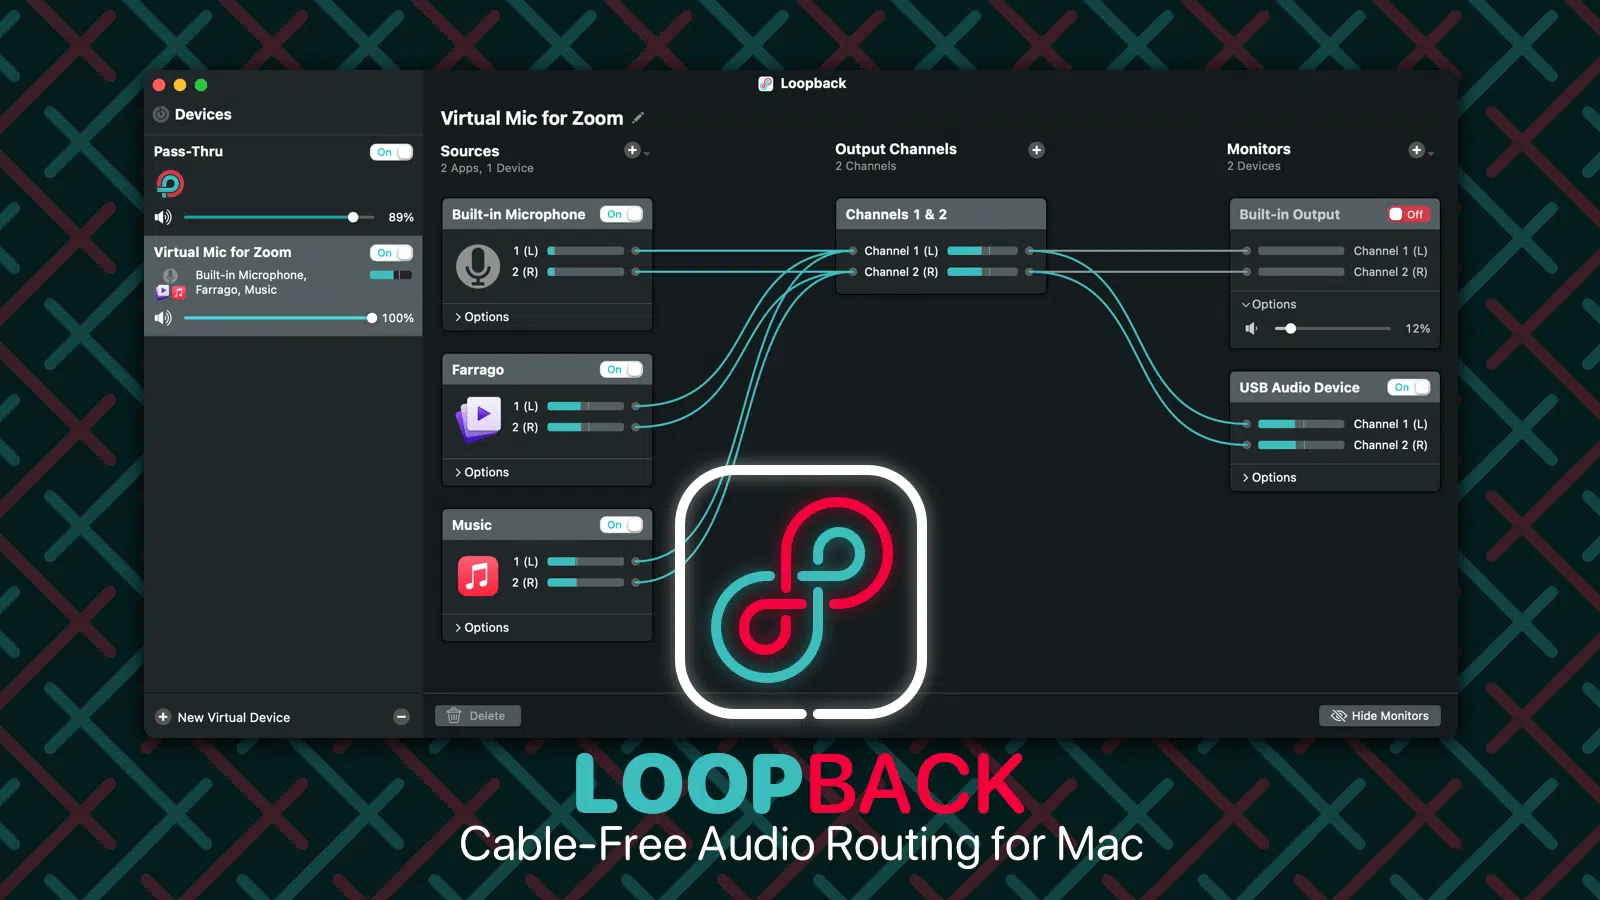 Loopback
Devices
Pass-Thru
On
89%
Virtual Mic for Zoom
On
Built-in Microphone,
Farrago, Music
100%
New Virtual Device
Virtual Mic for Zoom
Sources
2 Apps, 1 Device
Built-in Microphone On
1 (L)
2 (R)
Options
Farrago On
1 (L)
2 (R)
Options
Music On
1 (L)
2 (R)
Options
Delete
Output Channels
2 Channels
Channels 1 & 2
Channel 1 (L)
Channel 2 (R)
Monitors
2 Devices
Built-in Output Off
Channel 1 (L)
Channel 2 (R)
Options
12%
USB Audio Device On
Channel 1 (L)
Channel 2 (R)
Options
Hide Monitors
LOOPBACK
Cable-Free Audio Routing for Mac